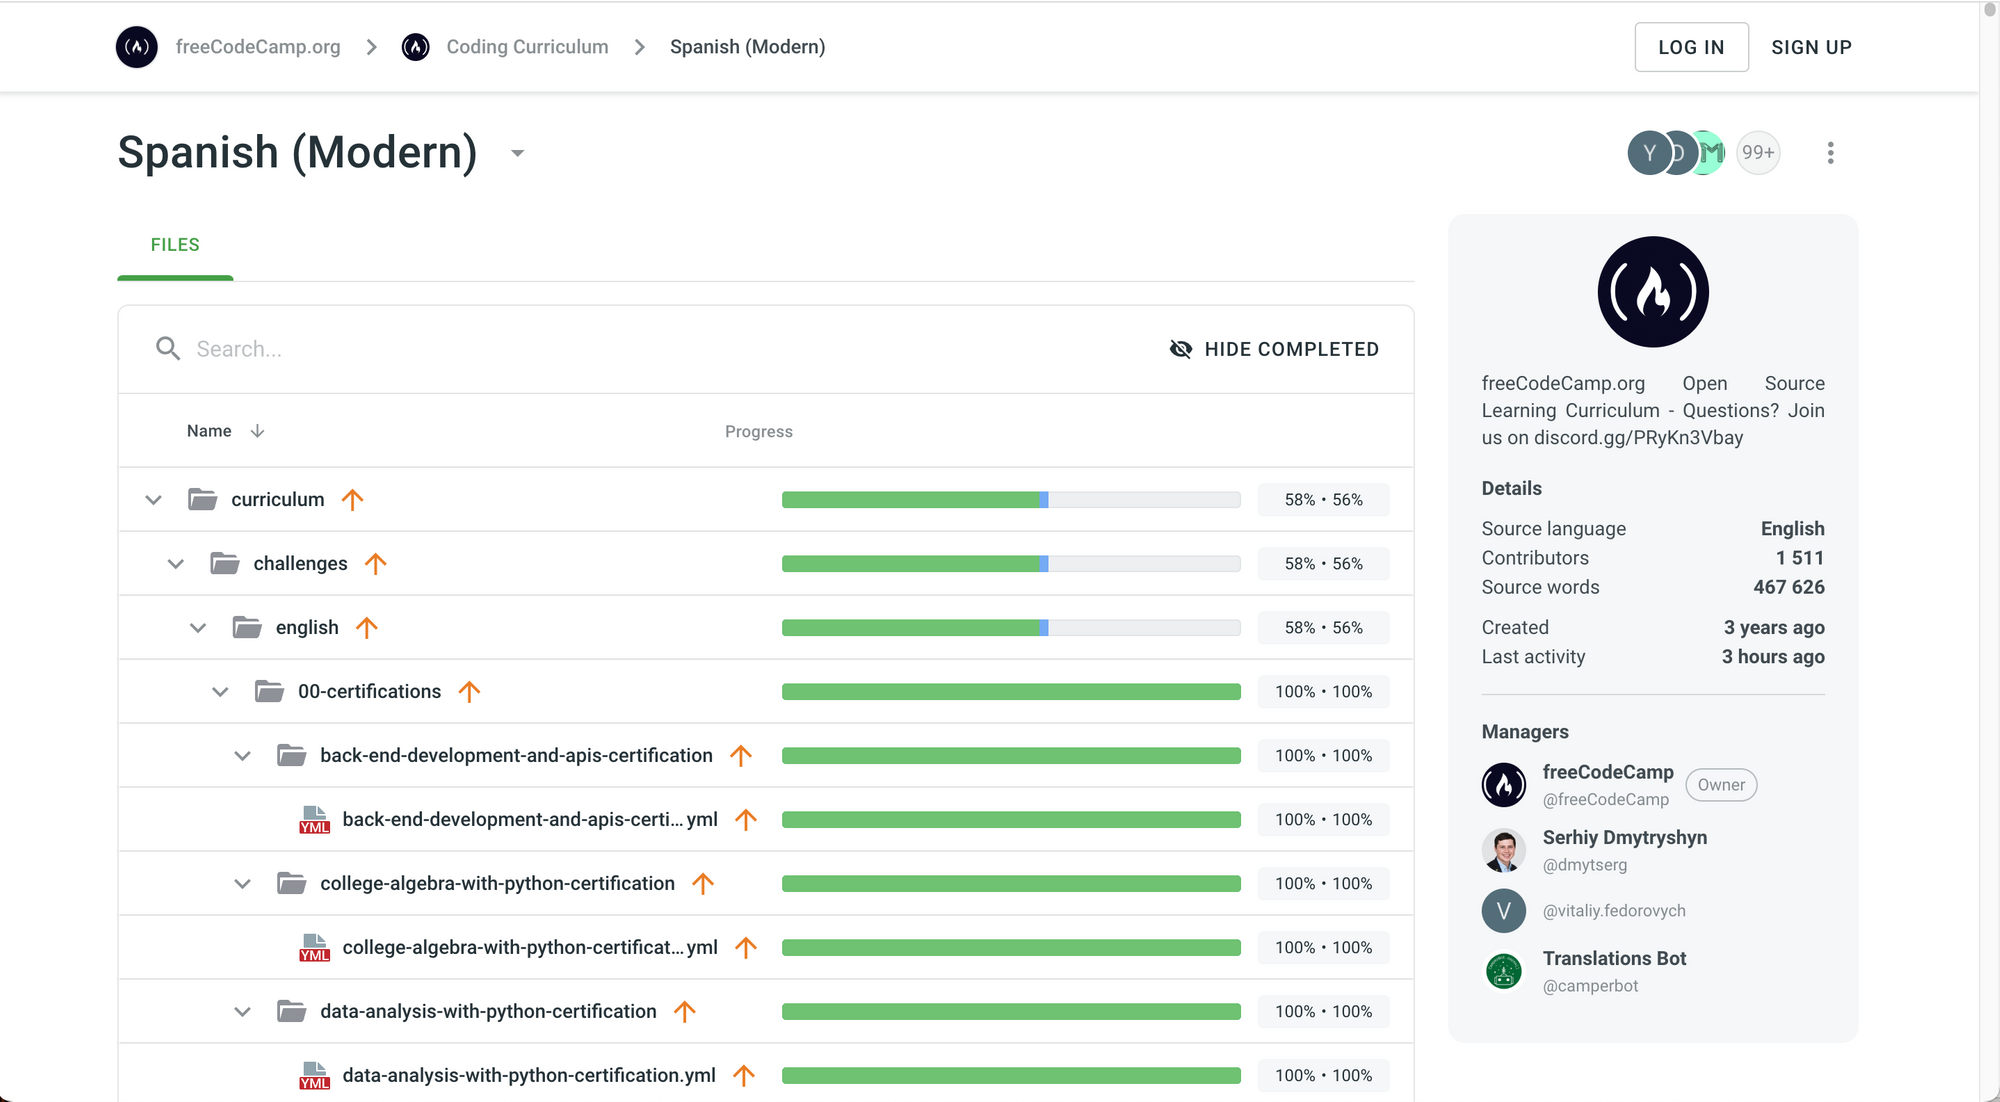 freeCodeCamp.org > Coding Curriculum > Spanish (Modern)
LOG IN
SIGN UP
Spanish (Modern)
Y
D
M
99+
FILES
Search...
HIDE COMPLETED
Name
Progress
curriculum
58% • 56%
challenges
58% • 56%
english
58% • 56%
00-certifications
100% • 100%
back-end-development-and-apis-certification
100% • 100%
YML
back-end-development-and-apis-certi... yml
100% • 100%
college-algebra-with-python-certification
100% • 100%
YML
college-algebra-with-python-certificat... yml
100% • 100%
data-analysis-with-python-certification
100% • 100%
YML
data-analysis-with-python-certification.yml
100% • 100%
freeCodeCamp.org Open Source
Learning Curriculum - Questions? Join
us on discord.gg/PRyKn3Vbay
Details
Source language English
Contributors 1 511
Source words 467 626
Created 3 years ago
Last activity 3 hours ago
Managers
freeCodeCamp
Owner
@freeCodeCamp
Serhiy Dmytryshyn
@dmytserg
V
@vitaliy.fedorovych
Translations Bot
@camperbot